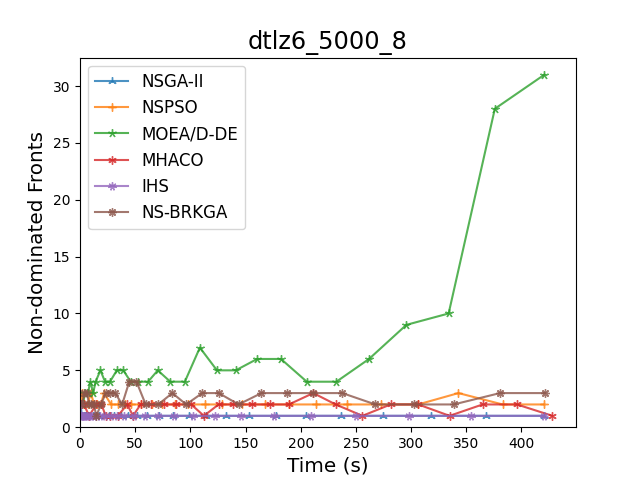 dtlz6_5000_8
NSGA-II
NSPSO
MOEA/D-DE
MHACO
IHS
NS-BRKGA
Non-dominated Fronts
30
25
20
15
10
5
0
0 50 100 150 200 250 300 350 400
Time (s)